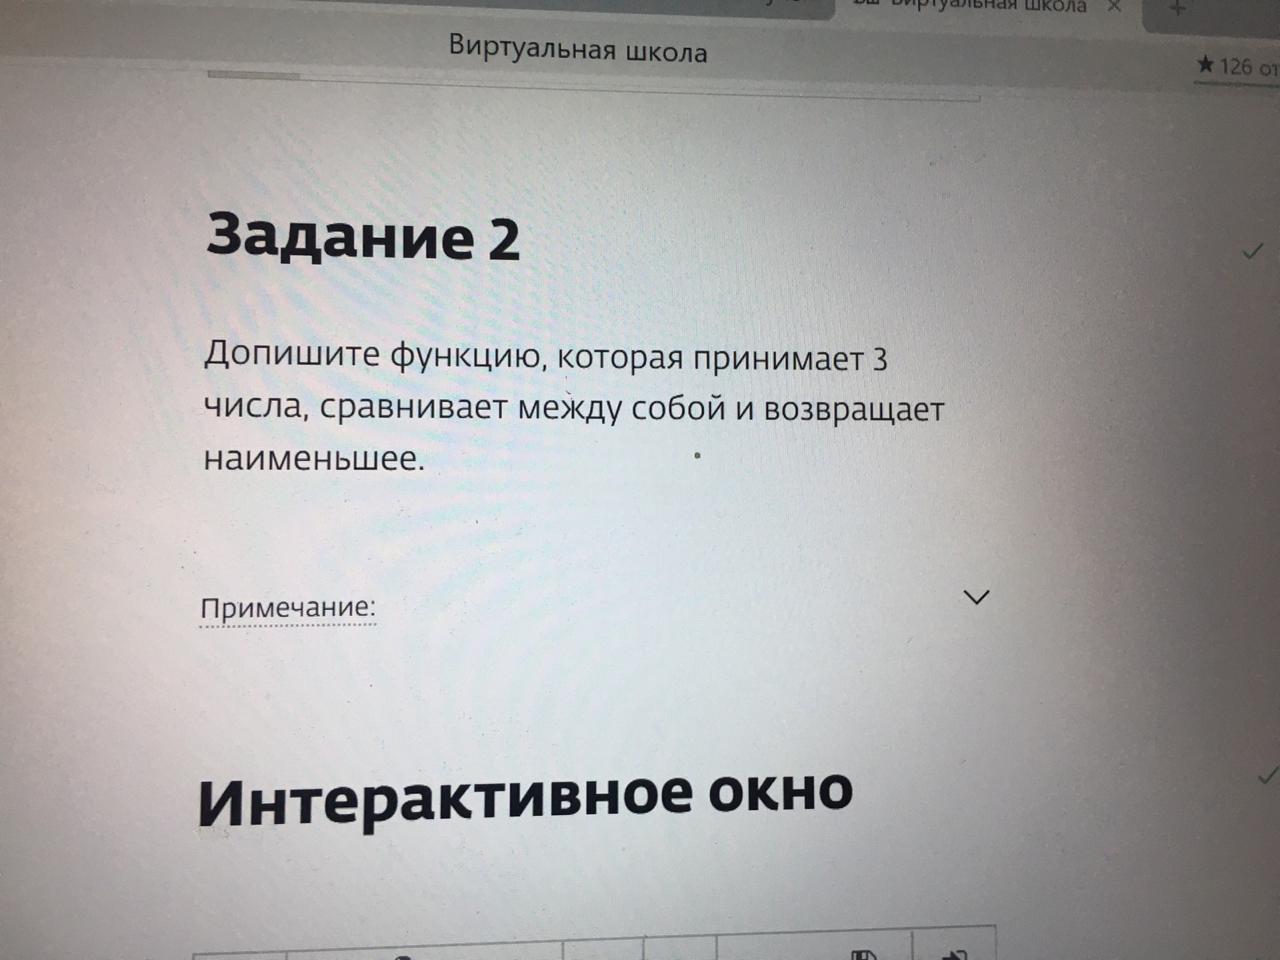 Виртуальная школа
Виртуальная школа
126
Задание 2
Допишите функцию, которая принимает 3
числа, сравнивает между собой и возвращает
наименьшее.
Примечание:
Интерактивное окно